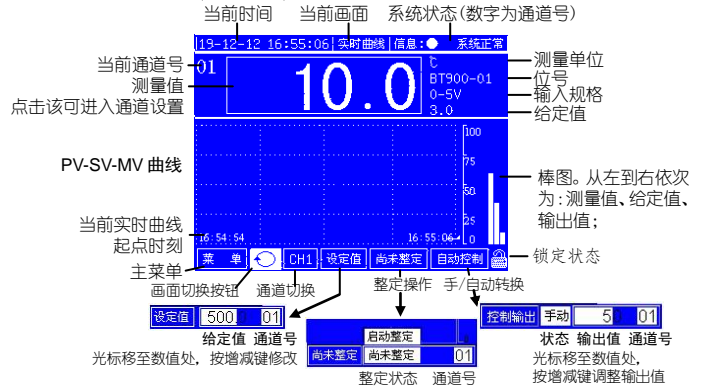 当前时间 当前画面 系统状态(数字为通道号)
19-12-12 16:55:06 实时曲线 信息: 系统正常
当前通道号 01 10.0 ℃ 测量单位
测量值 BT900-01 位号
点击该可进入通道设置 0-5V 输入规格
3.0 给定值
100
PV-SV-MV 曲线 75
50 棒图。从左到右依次
为:测量值、给定值、
当前实时曲线 25 输出值;
起点时刻 16:54:54 16:55:06 0
主菜单 菜 单 CH1 设定值 尚未整定 自动控制 锁定状态
画面切换按钮 通道切换 整定操作 手/自动转换
设定值 500. 01 控制输出 手动 5 01
给定值 通道号 启动整定 状态 输出值 通道号
光标移至数值处,按增减键修改 尚未整定 尚未整定 01 光标移至数值处,
整定状态 通道号 按增减键调整输出值